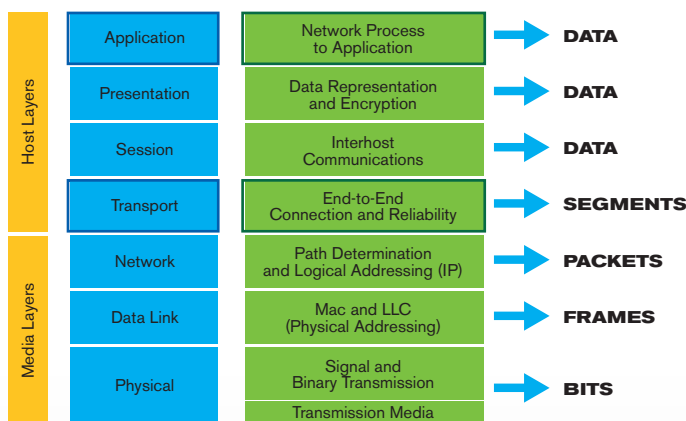 Host Layers
Application
Network Process
to Application
DATA
Presentation
Data Representation
and Encryption
DATA
Session
Interhost
Communications
DATA
Transport
End-to-End
Connection and Reliability
SEGMENTS
Media Layers
Network
Path Determination
and Logical Addressing (IP)
PACKETS
Data Link
Mac and LLC
(Physical Addressing)
FRAMES
Physical
Signal and
Binary Transmission
BITS
Transmission Media